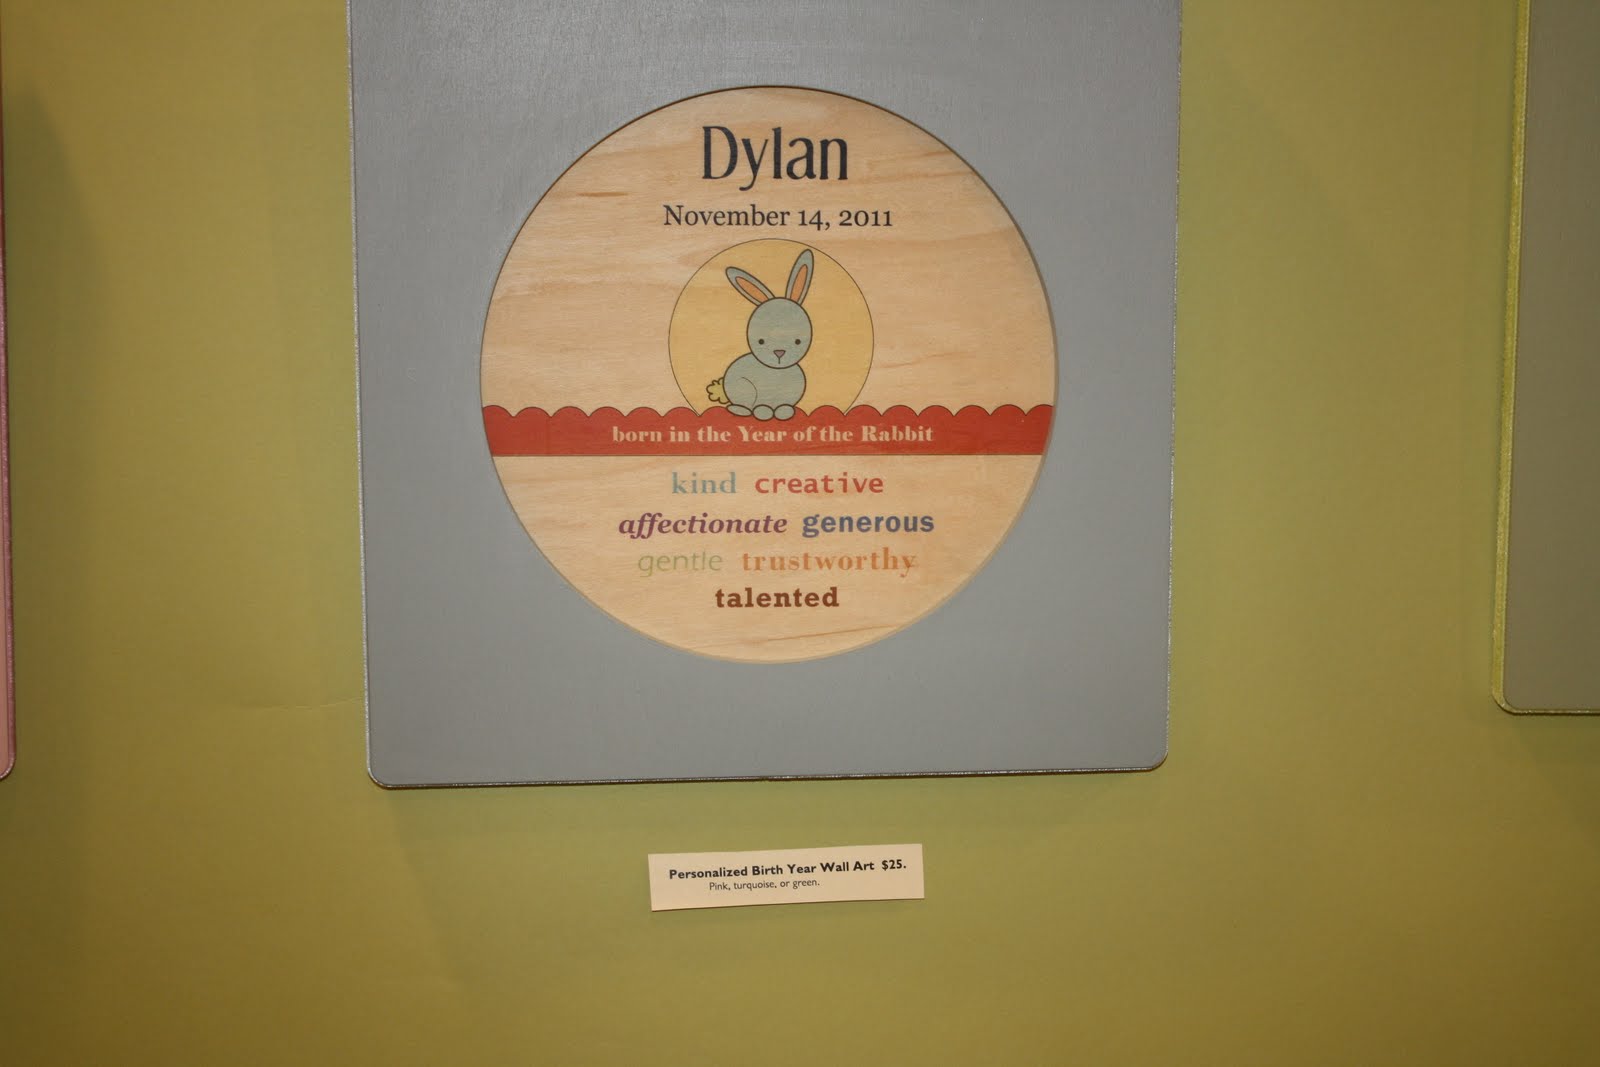 Dylan
November 14, 2011
born in the Year of the Rabbit
kind creative
affectionate generous
gentle trustworthy
talented
Personalized Birth Year Wall Art $25.
Pink, turquoise, or green.